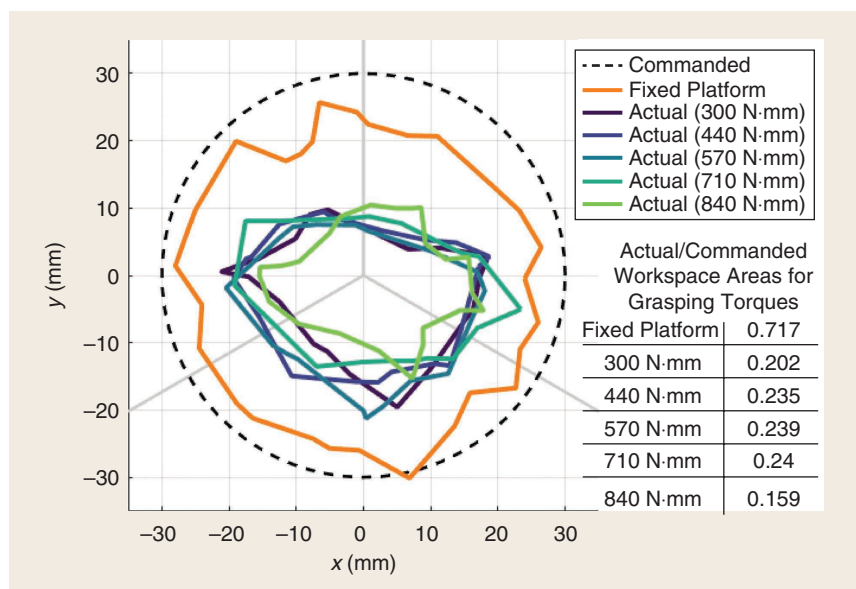 30
20
10
0
–10
–20
–30
y (mm)
–30 –20 –10 0 10 20 30
x (mm)
Commanded
Fixed Platform
Actual (300 N·mm)
Actual (440 N·mm)
Actual (570 N·mm)
Actual (710 N·mm)
Actual (840 N·mm)
Actual/Commanded
Workspace Areas for
Grasping Torques
Fixed Platform 0.717
300 N·mm 0.202
440 N·mm 0.235
570 N·mm 0.239
710 N·mm 0.24
840 N·mm 0.159